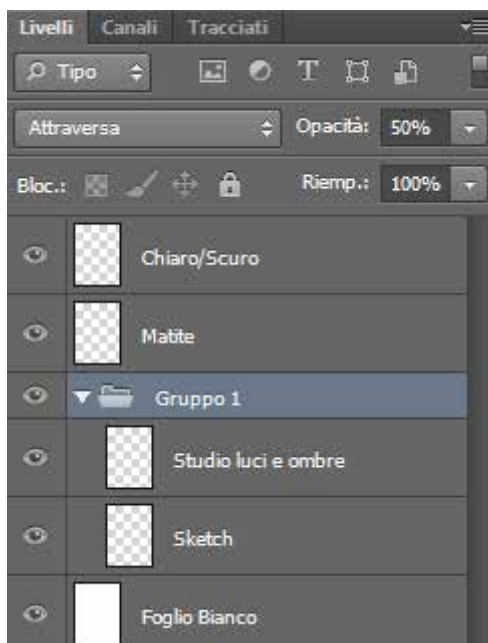 Livelli Canali Tracciati
Tipo T
Attraversa Opacità: 50%
Bloc.: Riemp.: 100%
Chiaro/Scuro
Matite
Gruppo 1
Studio luci e ombre
Sketch
Foglio Bianco